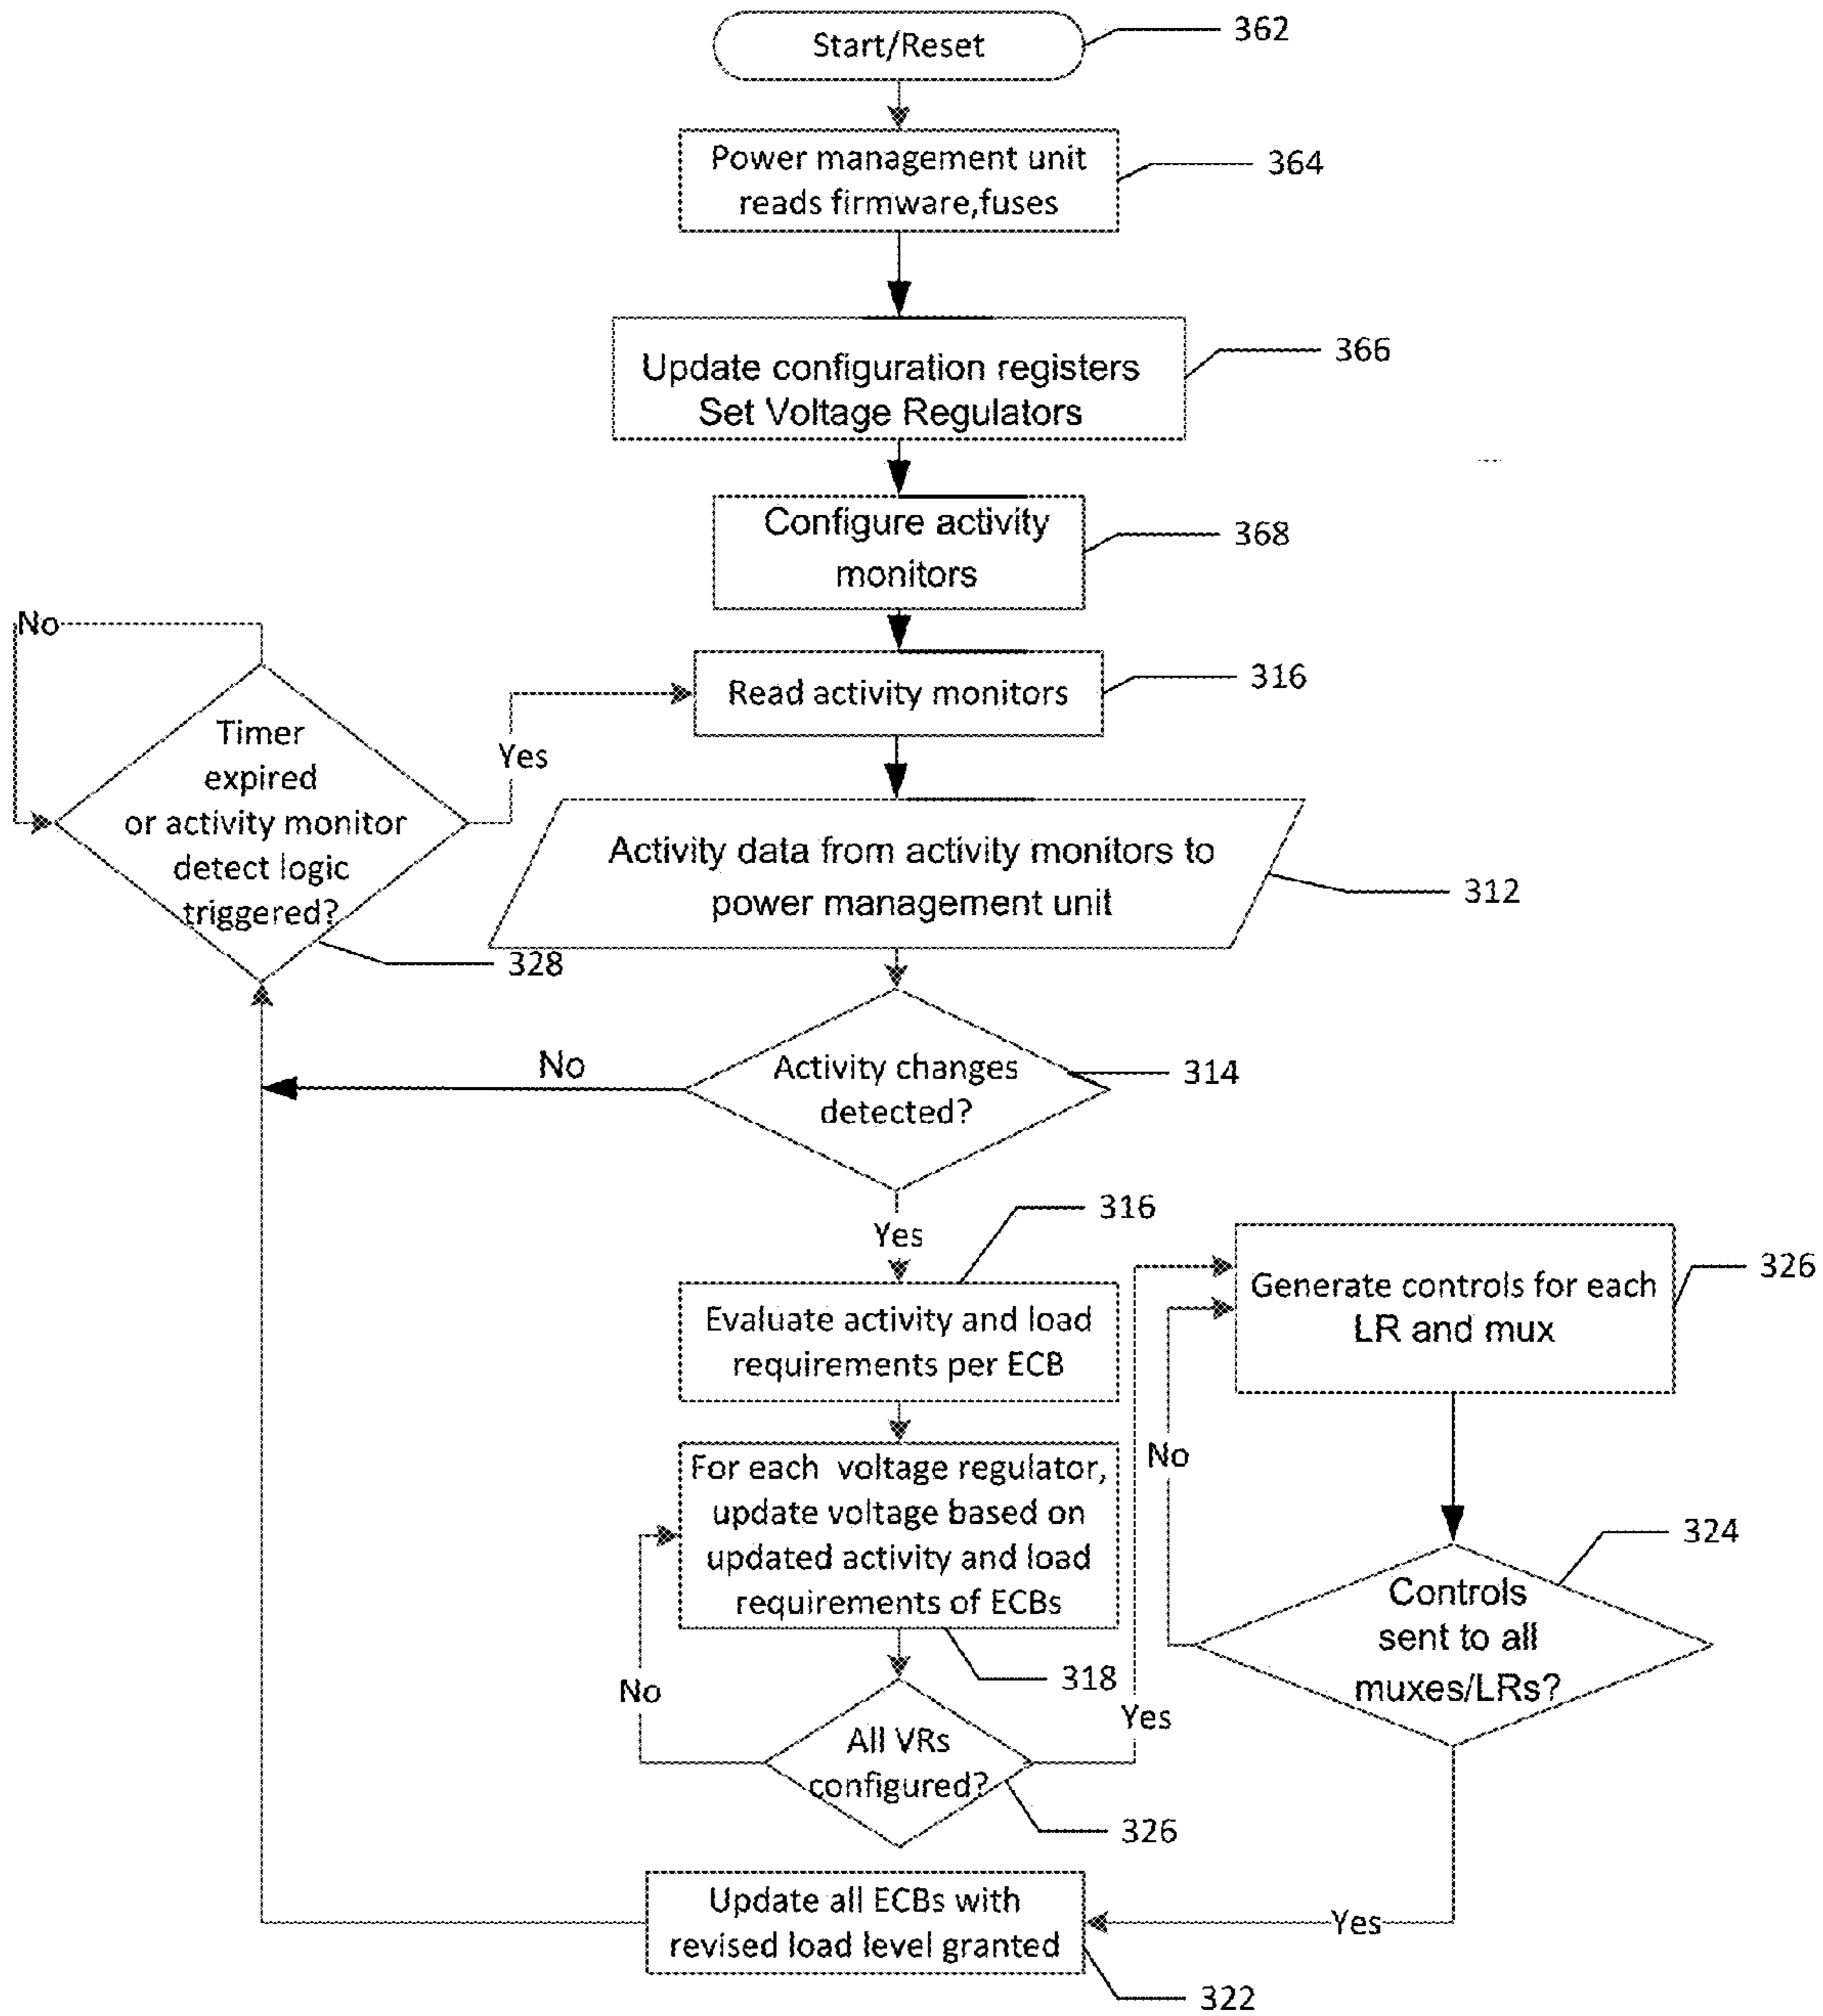 Start/Reset
362
Power management unit
reads firmware,fuses
364
Update configuration registers
Set Voltage Regulators
366
Configure activity
monitors
368
No
Read activity monitors
316
Timer
expired
or activity monitor
detect logic
triggered?
328
Yes
Activity data from activity monitors to
power management unit
312
Activity changes
detected?
314
No
Yes
316
Evaluate activity and load
requirements per ECB
For each voltage regulator,
update voltage based on
updated activity and load
requirements of ECBs
318
No
All VRs
configured?
326
Yes
Generate controls for each
LR and mux
326
No
324
Controls
sent to all
muxes/LRs?
Yes
Update all ECBs with
revised load level granted
322